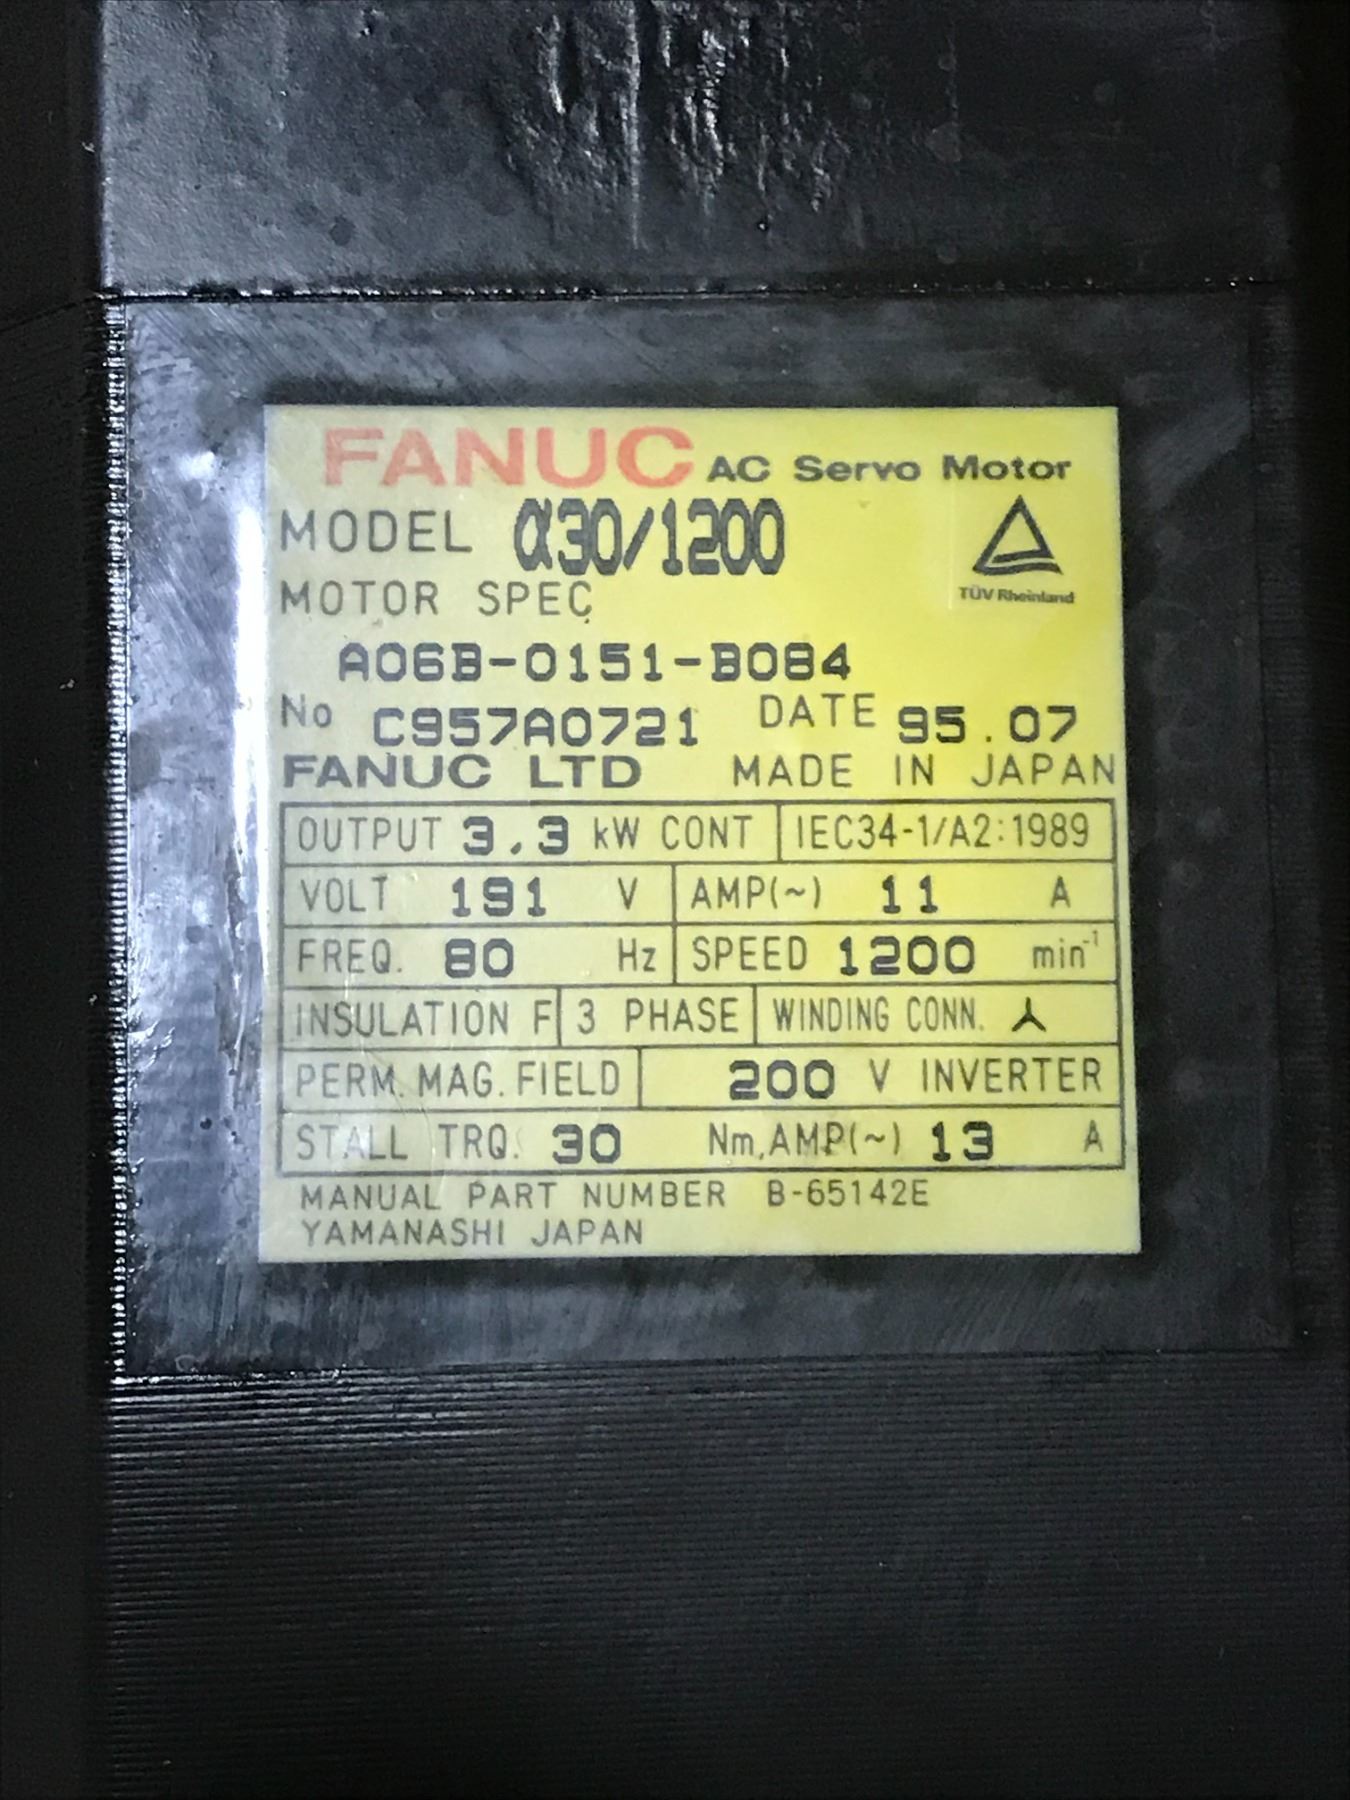 FANUC AC Servo Motor
MODEL α30/1200
TÜV Rheinland
MOTOR SPEC
A06B-0151-B084
No C957A0721 DATE 95.07
FANUC LTD MADE IN JAPAN
OUTPUT 3.3 kW CONT IEC34-1/A2:1989
VOLT 191 V AMP(~) 11 A
FREQ. 80 Hz SPEED 1200 min⁻¹
INSULATION F 3 PHASE WINDING CONN.
PERM. MAG. FIELD 200 V INVERTER
STALL TRQ. 30 Nm, AMP(~) 13 A
MANUAL PART NUMBER B-65142E
YAMANASHI JAPAN